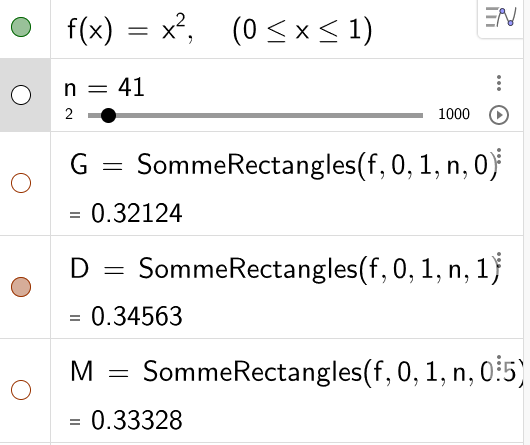 f(x) = x², (0 ≤ x ≤ 1)
n = 41
2 1000
G = SommeRectangles(f, 0, 1, n, 0)
= 0.32124
D = SommeRectangles(f, 0, 1, n, 1)
= 0.34563
M = SommeRectangles(f, 0, 1, n, 0.5)
= 0.33328